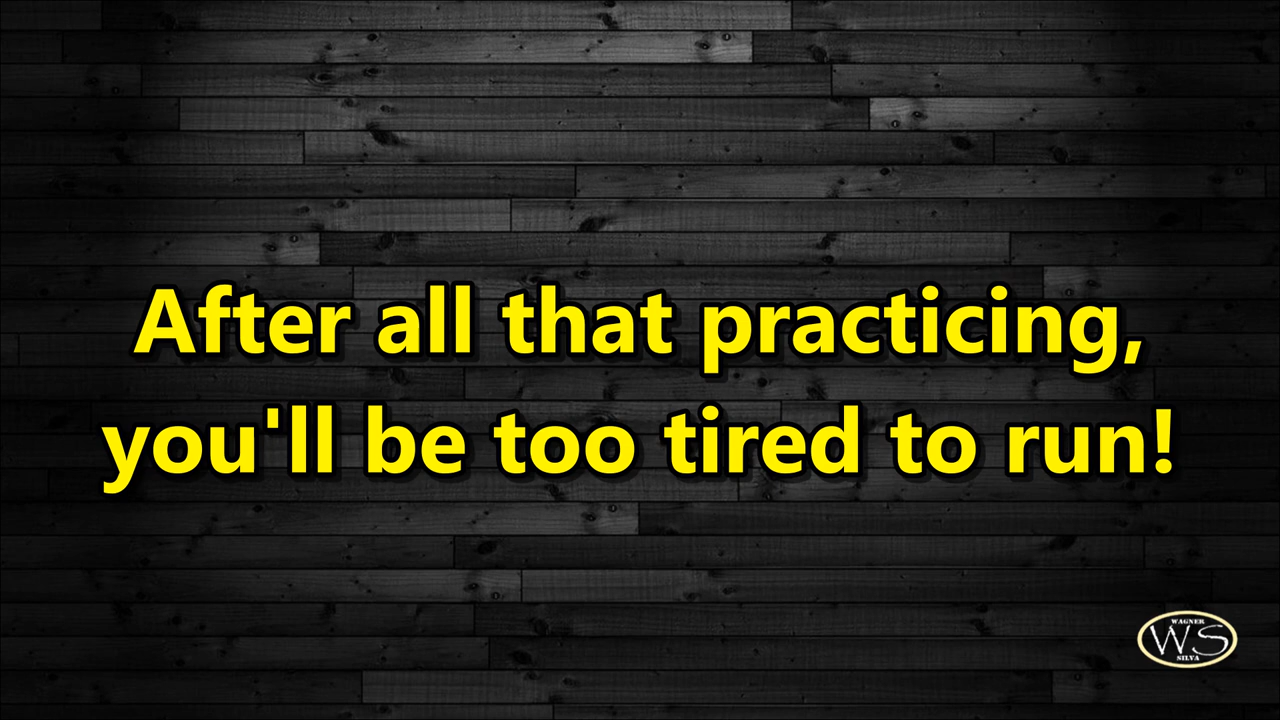 After all that practicing,
you'll be too tired to run!
WAGNER
WS
SILVA